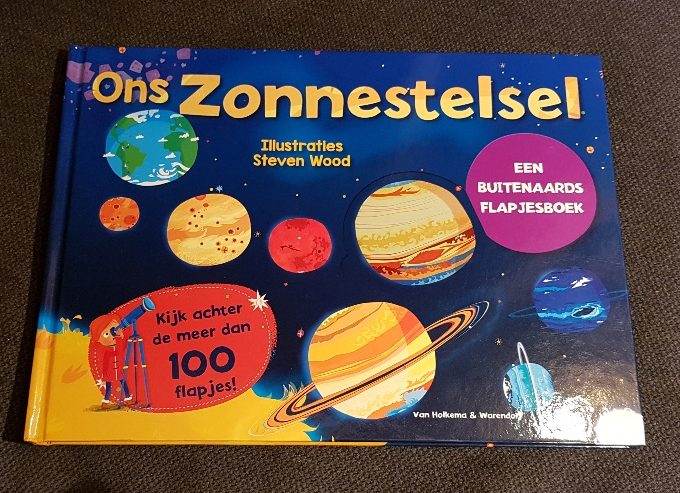 Ons Zonnestelsel
Illustraties
Steven Wood
EEN
BUITENAARDS
FLAPJESBOEK
Kijk achter
de meer dan
100
flapjes!
Van Holkema & Warendorf